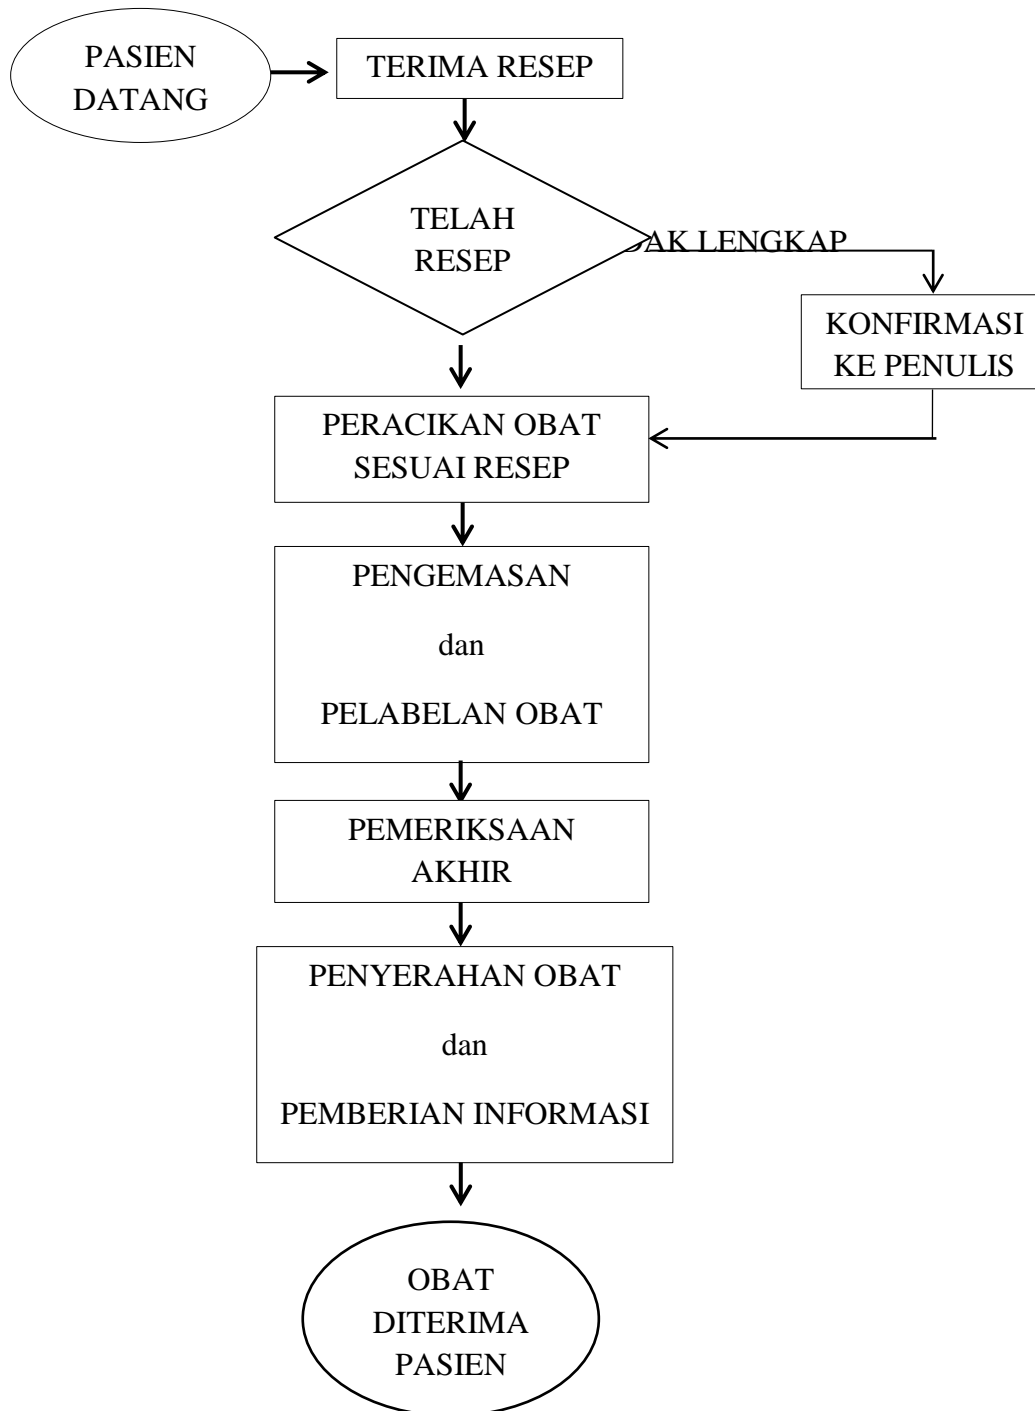 PASIEN
DATANG
TERIMA RESEP
TELAH
RESEP
AK LENGKAP
KONFIRMASI
KE PENULIS
PERACIKAN OBAT
SESUAI RESEP
PENGEMASAN
dan
PELABELAN OBAT
PEMERIKSAAN
AKHIR
PENYERAHAN OBAT
dan
PEMBERIAN INFORMASI
OBAT
DITERIMA
PASIEN